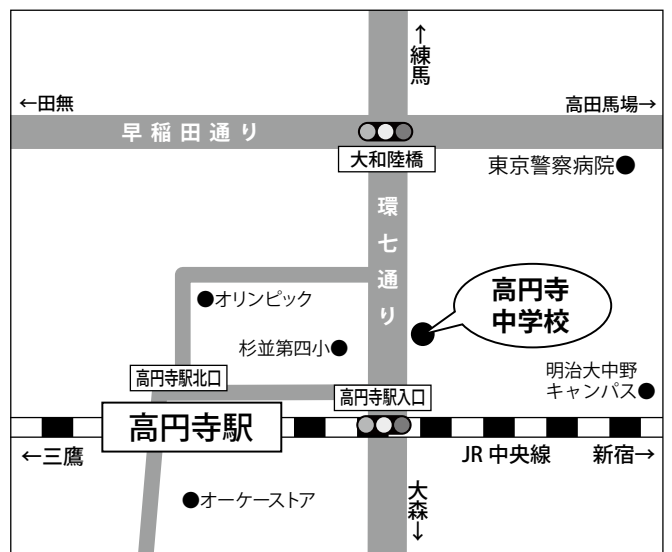 ↑練馬
←田無
高田馬場→
早稲田通り
大和陸橋
東京警察病院●
環七通り
●オリンピック
高円寺
中学校
杉並第四小●
高円寺駅北口
高円寺駅入口
明治大中野
キャンパス●
高円寺駅
←三鷹
JR 中央線
新宿→
●オーケーストア
大森→